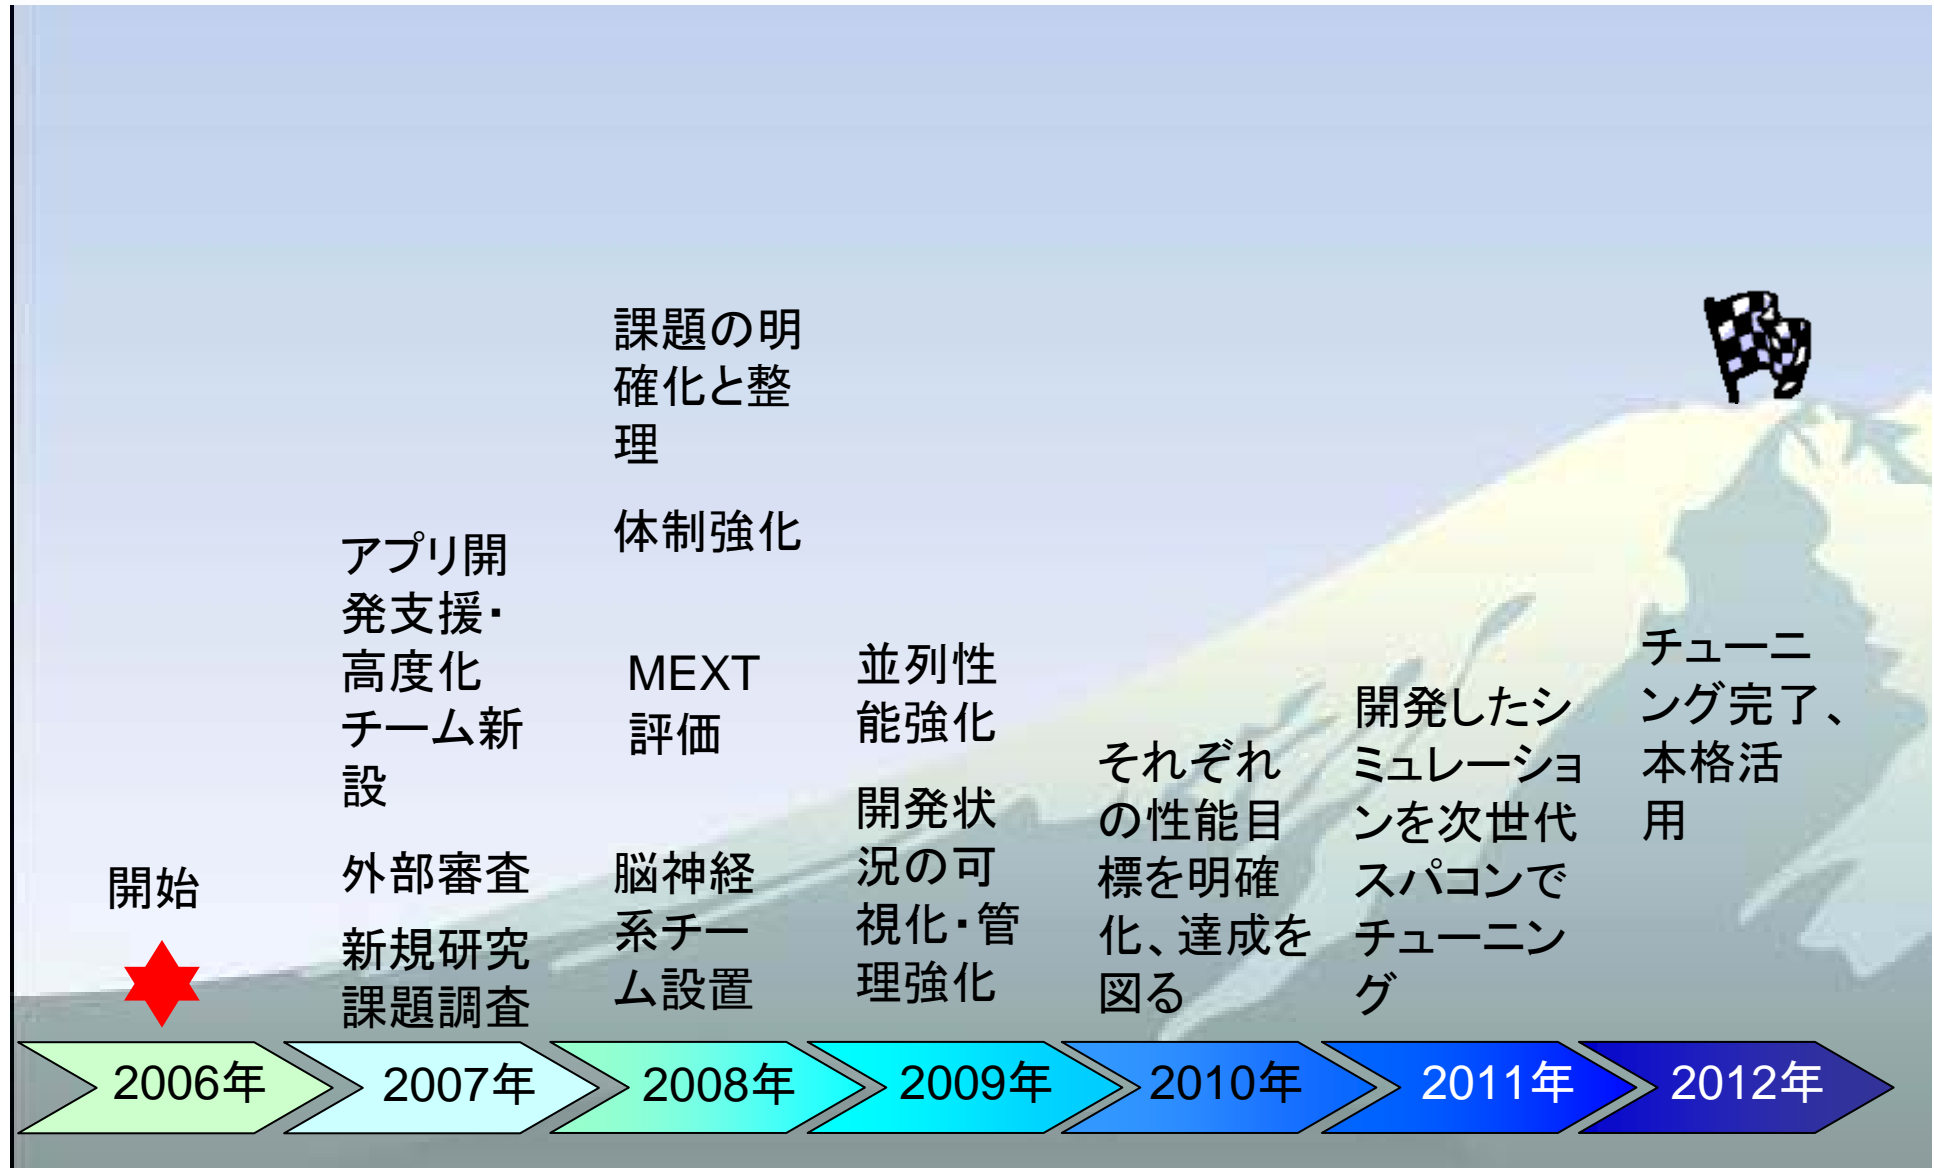 開始
2006年
アプリ開
発支援・
高度化
チーム新
設
外部審査
新規研究
課題調査
2007年
課題の明
確化と整
理
体制強化
MEXT
評価
脳神経
系チー
ム設置
2008年
並列性
能強化
開発状
況の可
視化・管
理強化
2009年
それぞれ
の性能目
標を明確
化、達成を
図る
2010年
開発したシ
ミュレーショ
ンを次世代
スパコンで
チューニン
グ
2011年
チューニ
ング完了、
本格活
用
2012年